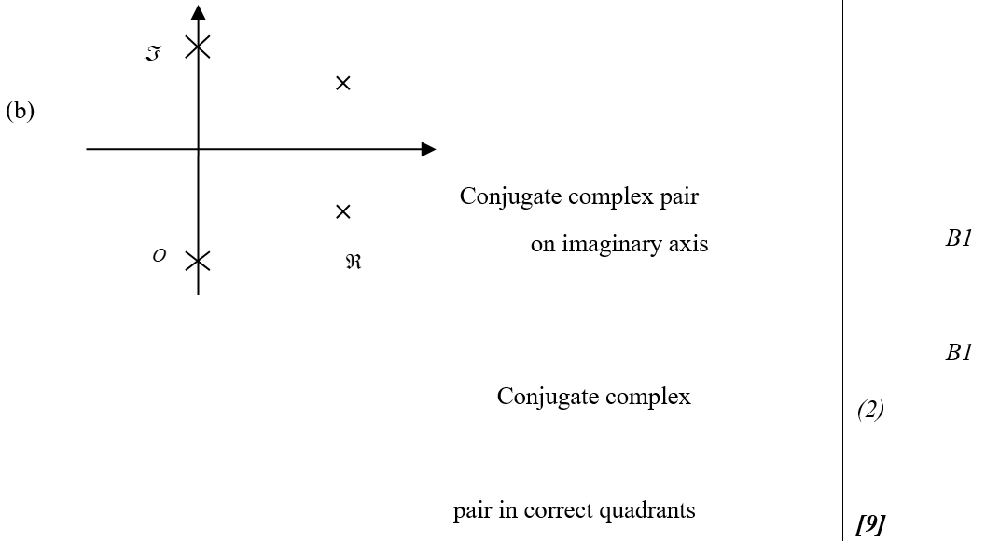 ℑ
(b)
Conjugate complex pair
on imaginary axis
B1
O
ℜ
B1
Conjugate complex
(2)
pair in correct quadrants
[9]